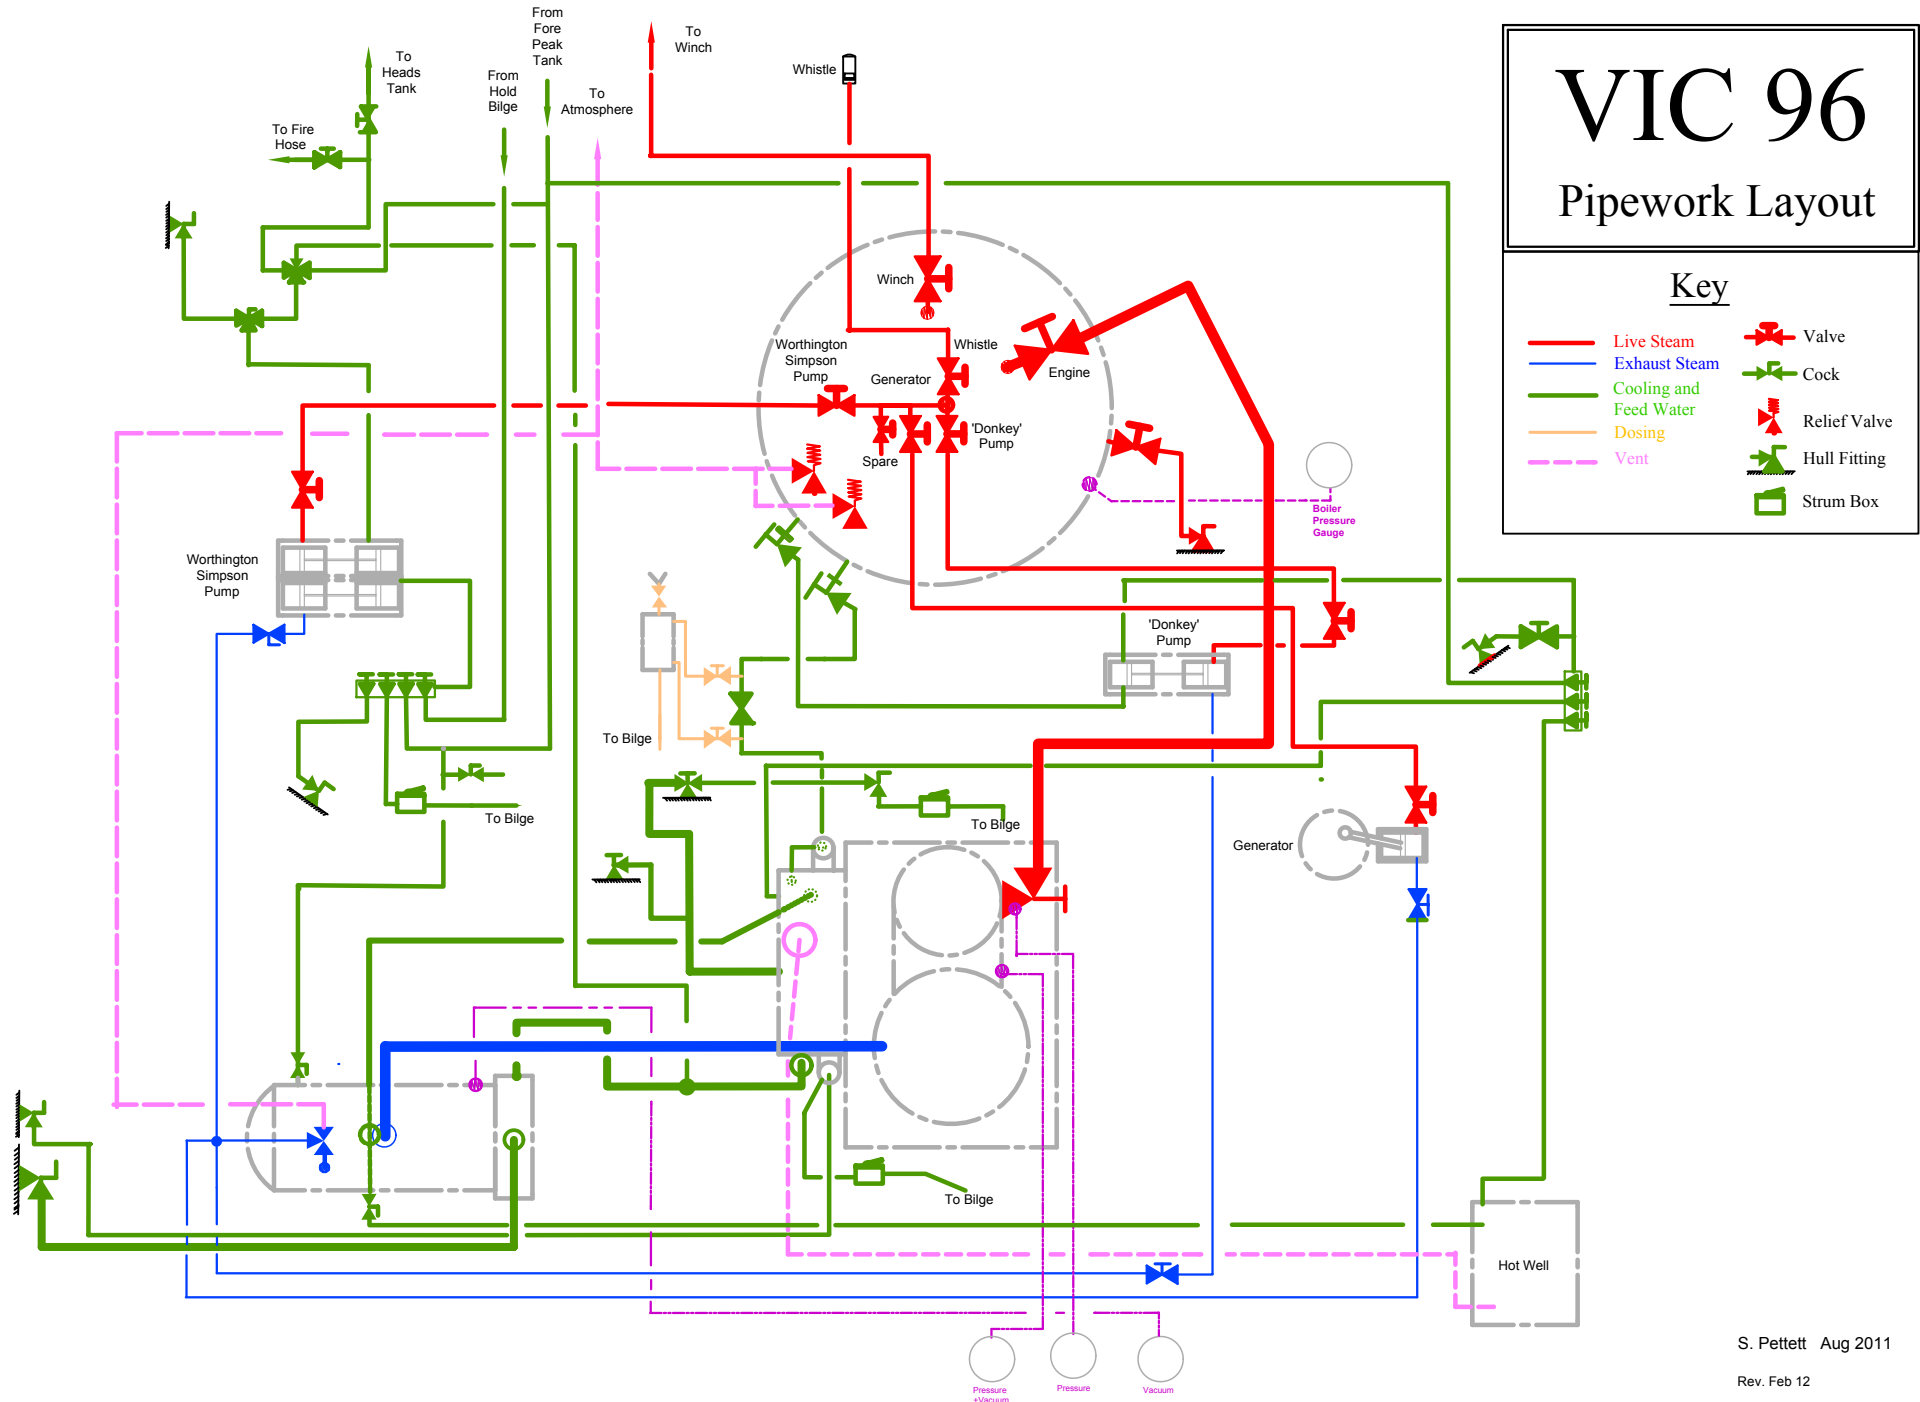 From
Fore
Peak
Tank
To
Winch
To
Heads
Tank
From
Hold
Bilge
To
Atmosphere
Whistle
To Fire
Hose
VIC 96
Pipework Layout
Key
Live Steam
Exhaust Steam
Cooling and
Feed Water
Dosing
Vent
Valve
Cock
Relief Valve
Hull Fitting
Strum Box
Winch
Worthington
Simpson
Pump
Whistle
Generator
Engine
'Donkey'
Pump
Spare
Boiler
Pressure
Gauge
Worthington
Simpson
Pump
'Donkey'
Pump
To Bilge
To Bilge
To Bilge
Generator
To Bilge
Hot Well
Pressure
+Vacuum
Pressure
Vacuum
S. Pettett Aug 2011
Rev. Feb 12